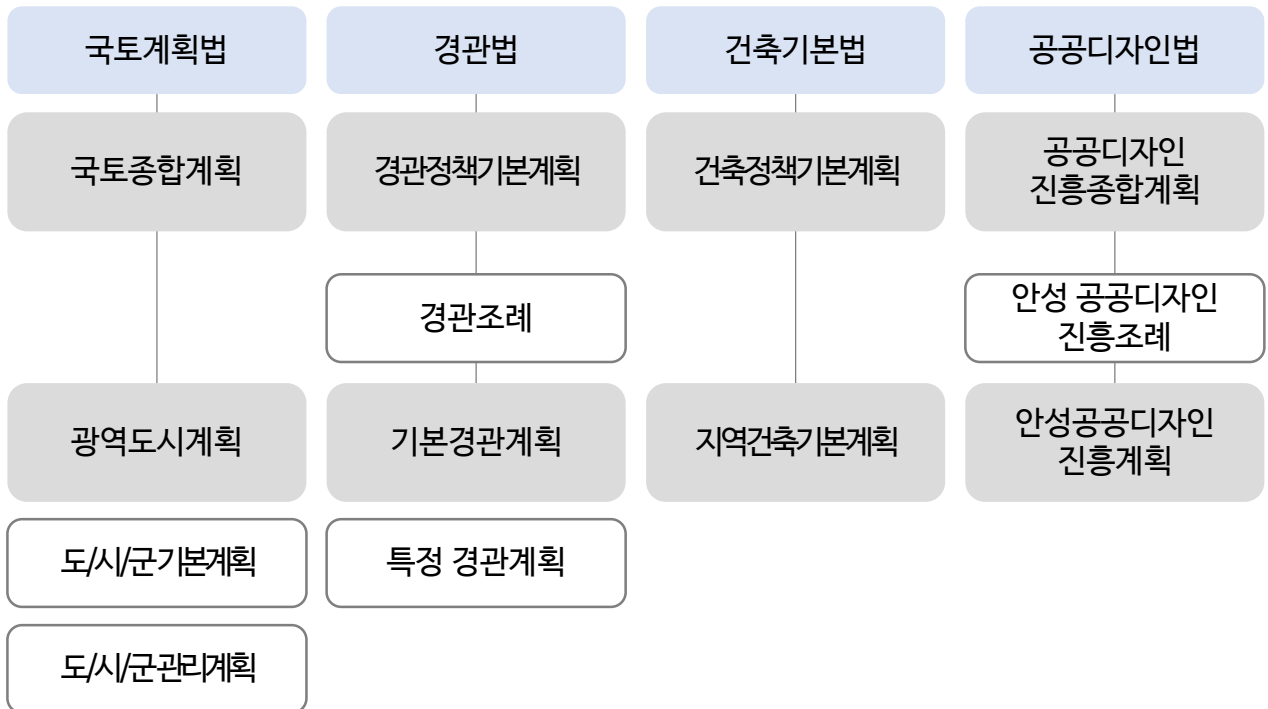 국토계획법
경관법
건축기본법
공공디자인법
국토종합계획
경관정책기본계획
건축정책기본계획
공공디자인
진흥종합계획
경관조례
안성 공공디자인
진흥조례
광역도시계획
기본경관계획
지역건축기본계획
안성공공디자인
진흥계획
도/시/군기본계획
특정 경관계획
도/시/군관리계획